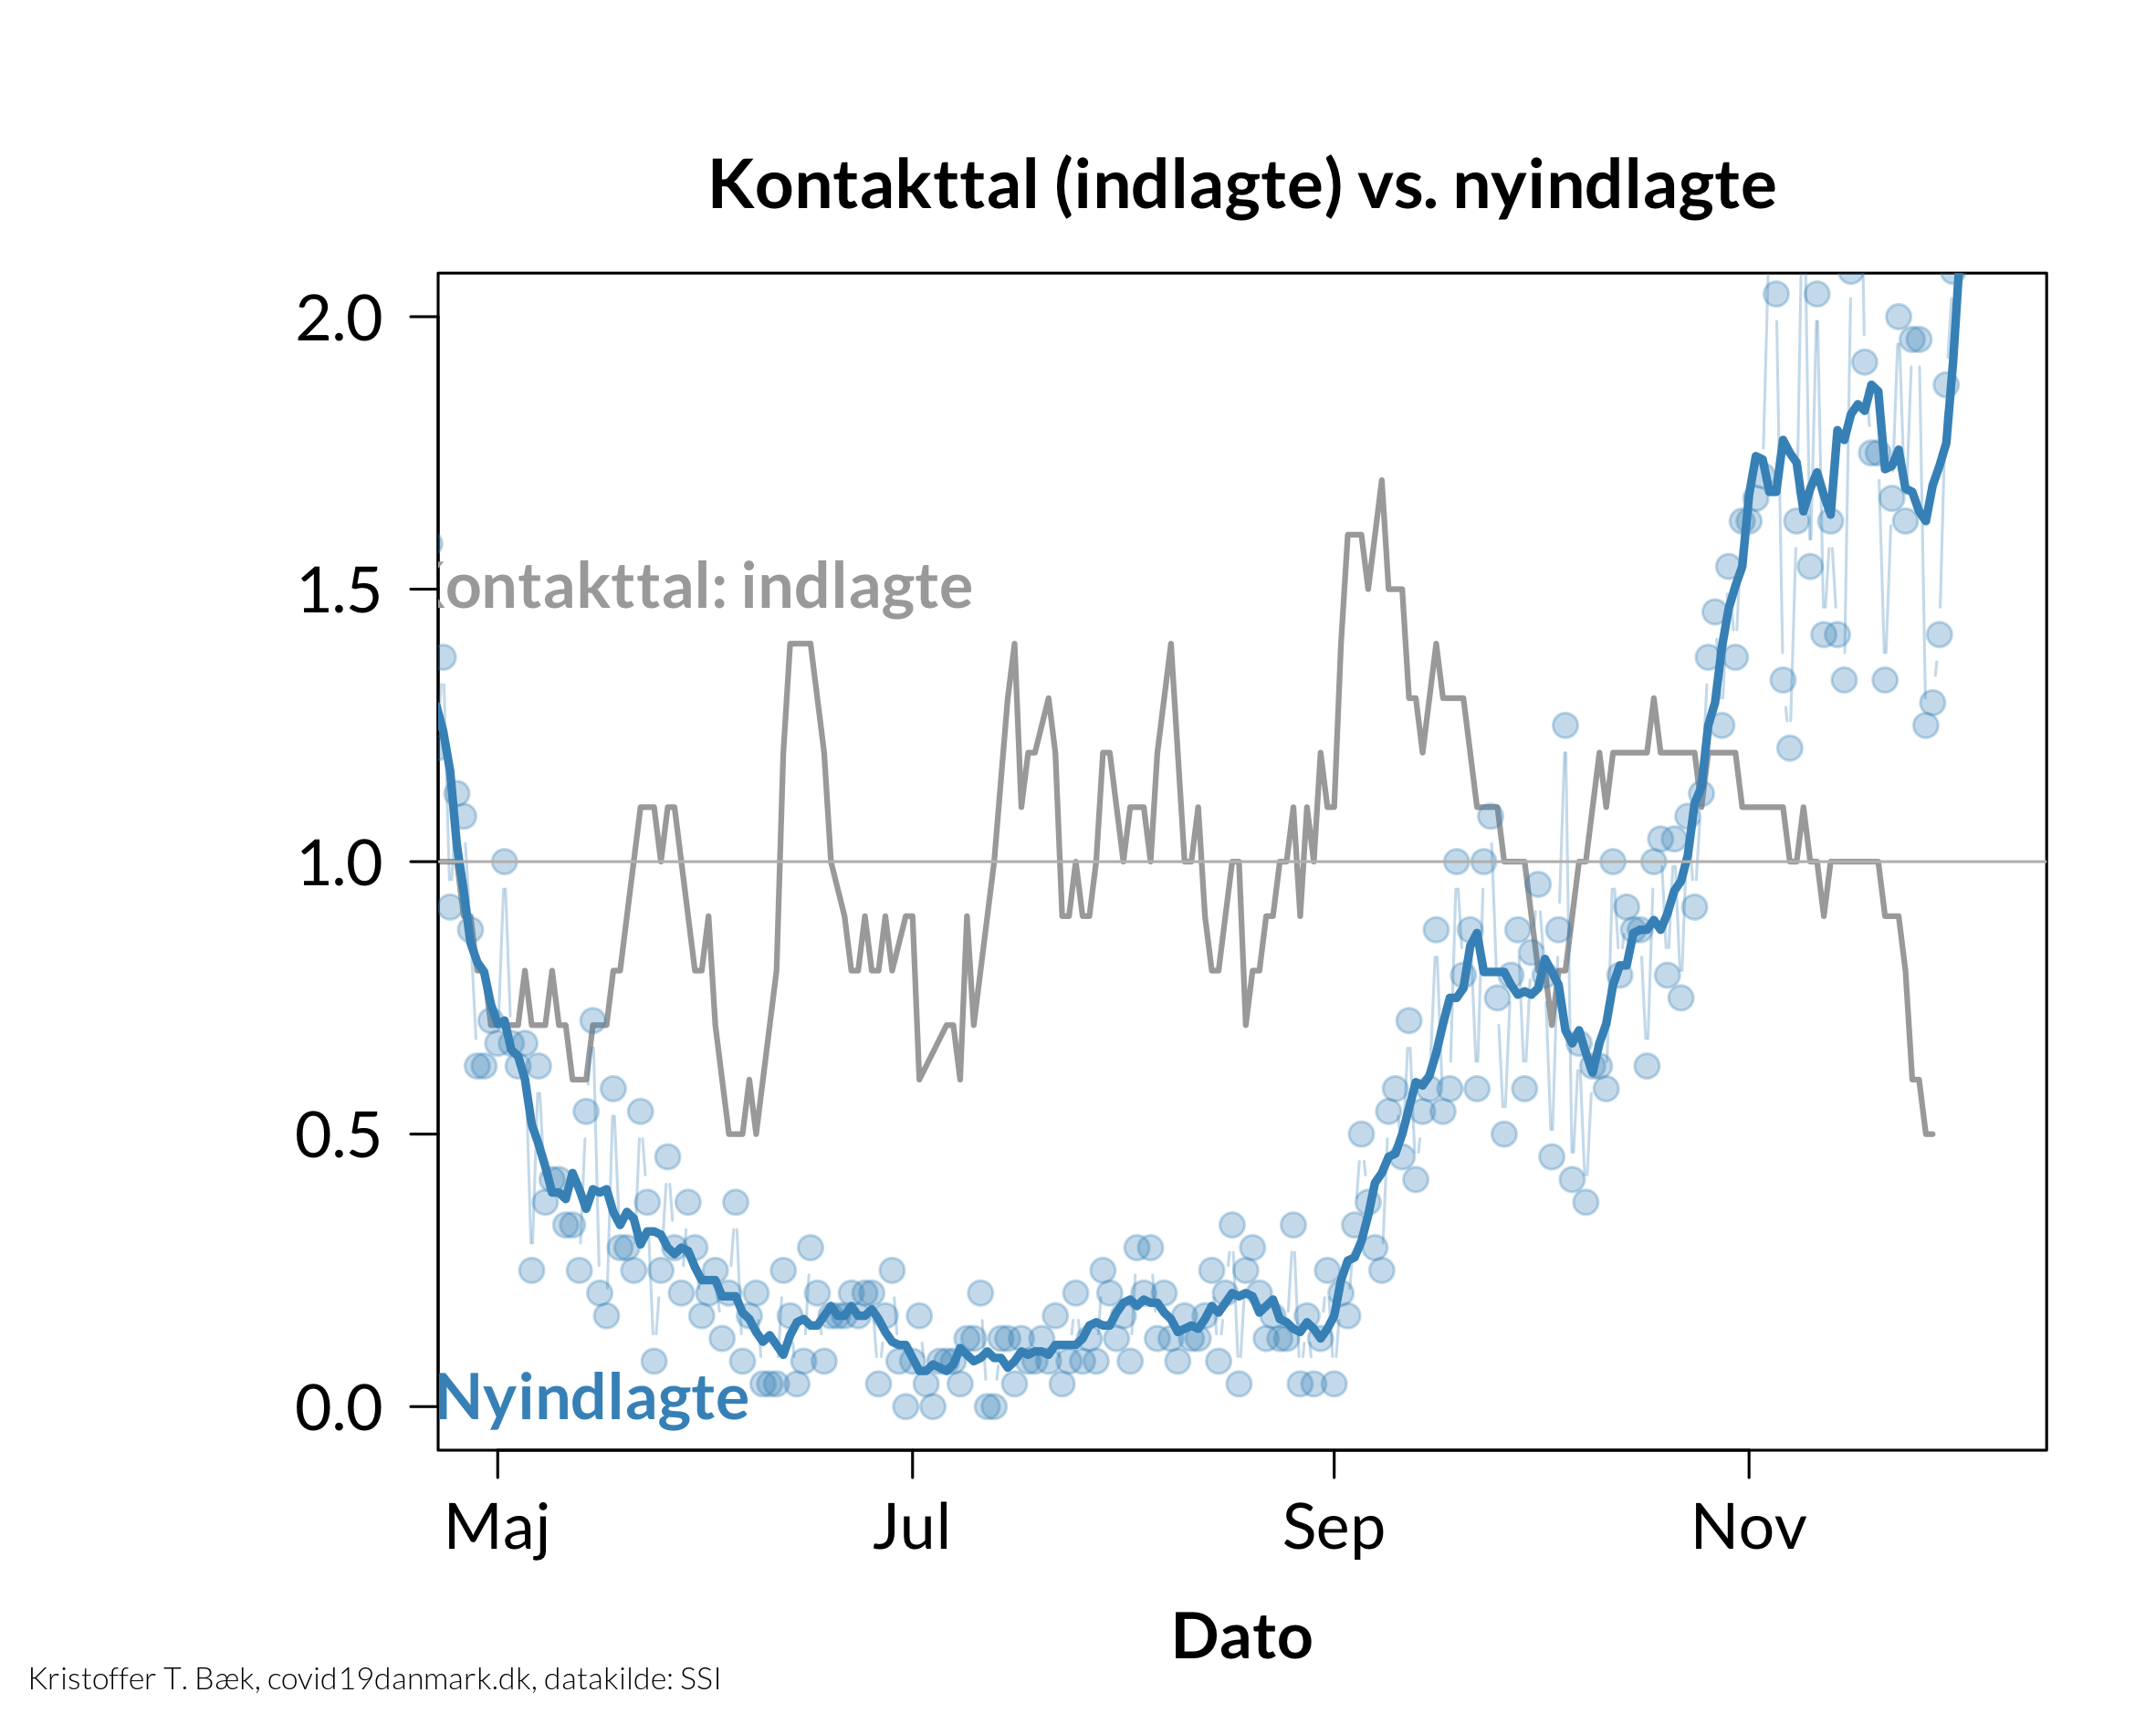 Kontakttal (indlagte) vs. nyindlagte
2.0
1.5
1.0
0.5
0.0
Kontakttal: indlagte
Nyindlagte
Maj
Jul
Sep
Nov
Dato
Kristoffer T. Bæk, covid19danmark.dk, datakilde: SSI